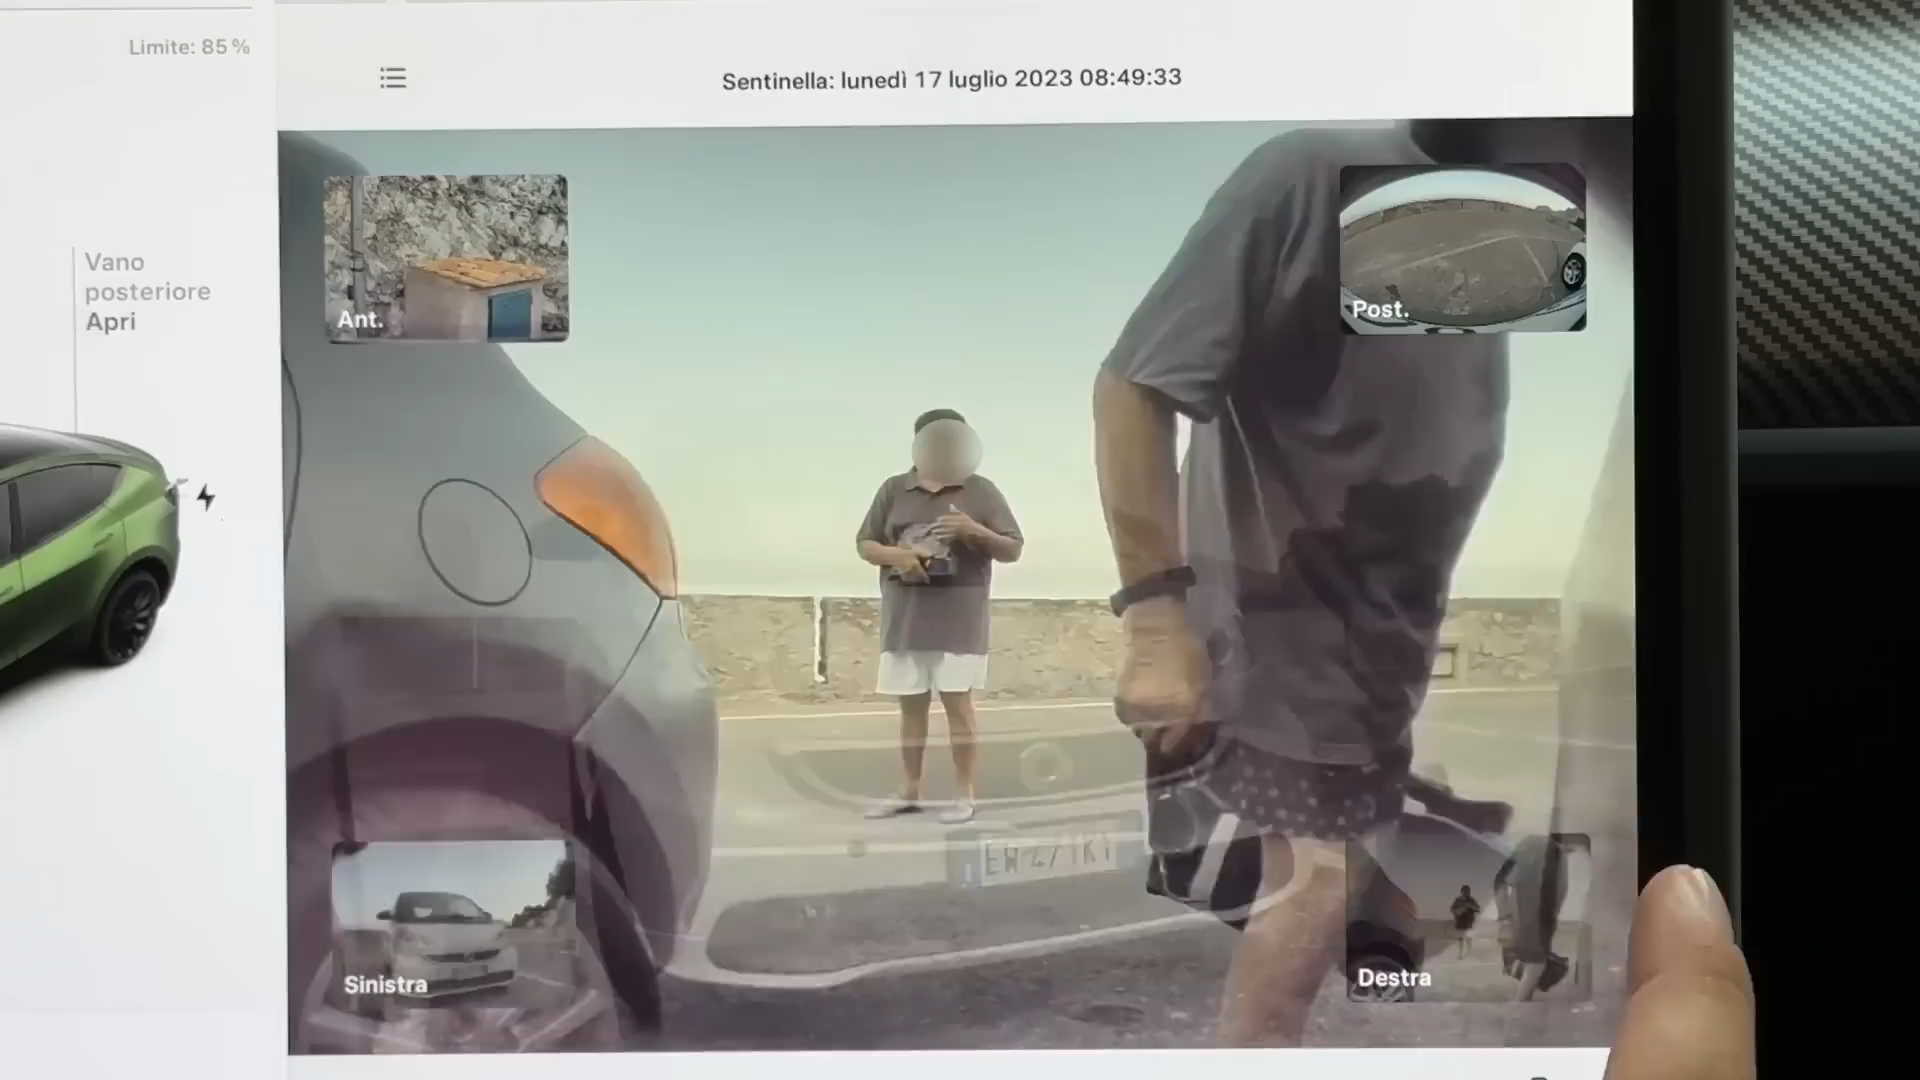 Limite: 85 %
Sentinella: lunedì 17 luglio 2023 08:49:33
Vano
posteriore
Apri
Ant.
Post.
Sinistra
Destra